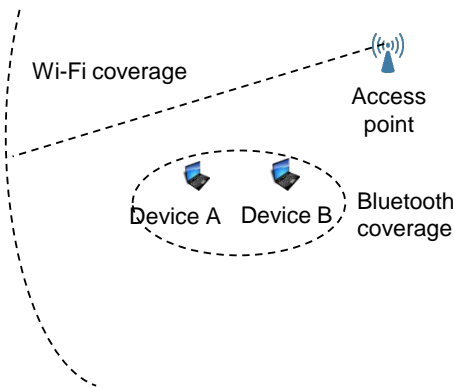 Wi-Fi coverage
Access
point
Device A
Device B
Bluetooth
coverage